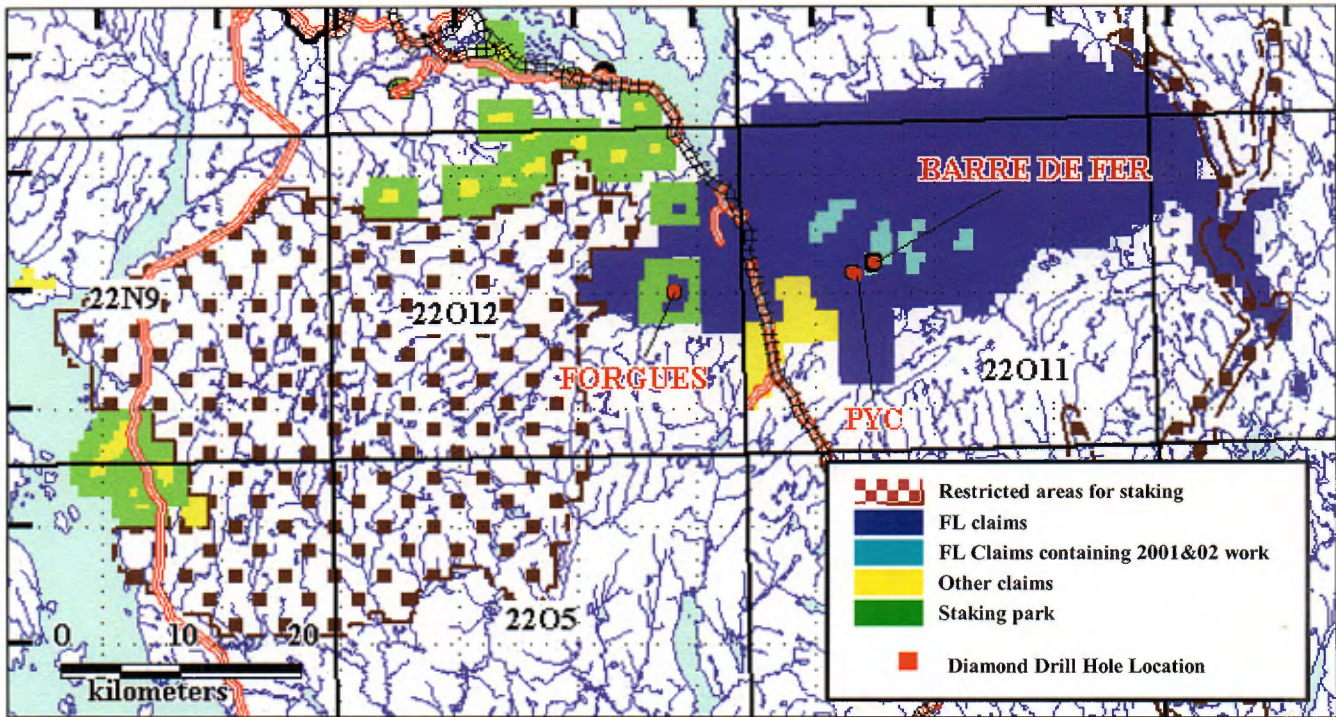 BARRE DE FER
22N9
22O12
FORGUES
22O11
PYC
22O5
0 10 20
kilometers
Restricted areas for staking
FL claims
FL Claims containing 2001&02 work
Other claims
Staking park
Diamond Drill Hole Location